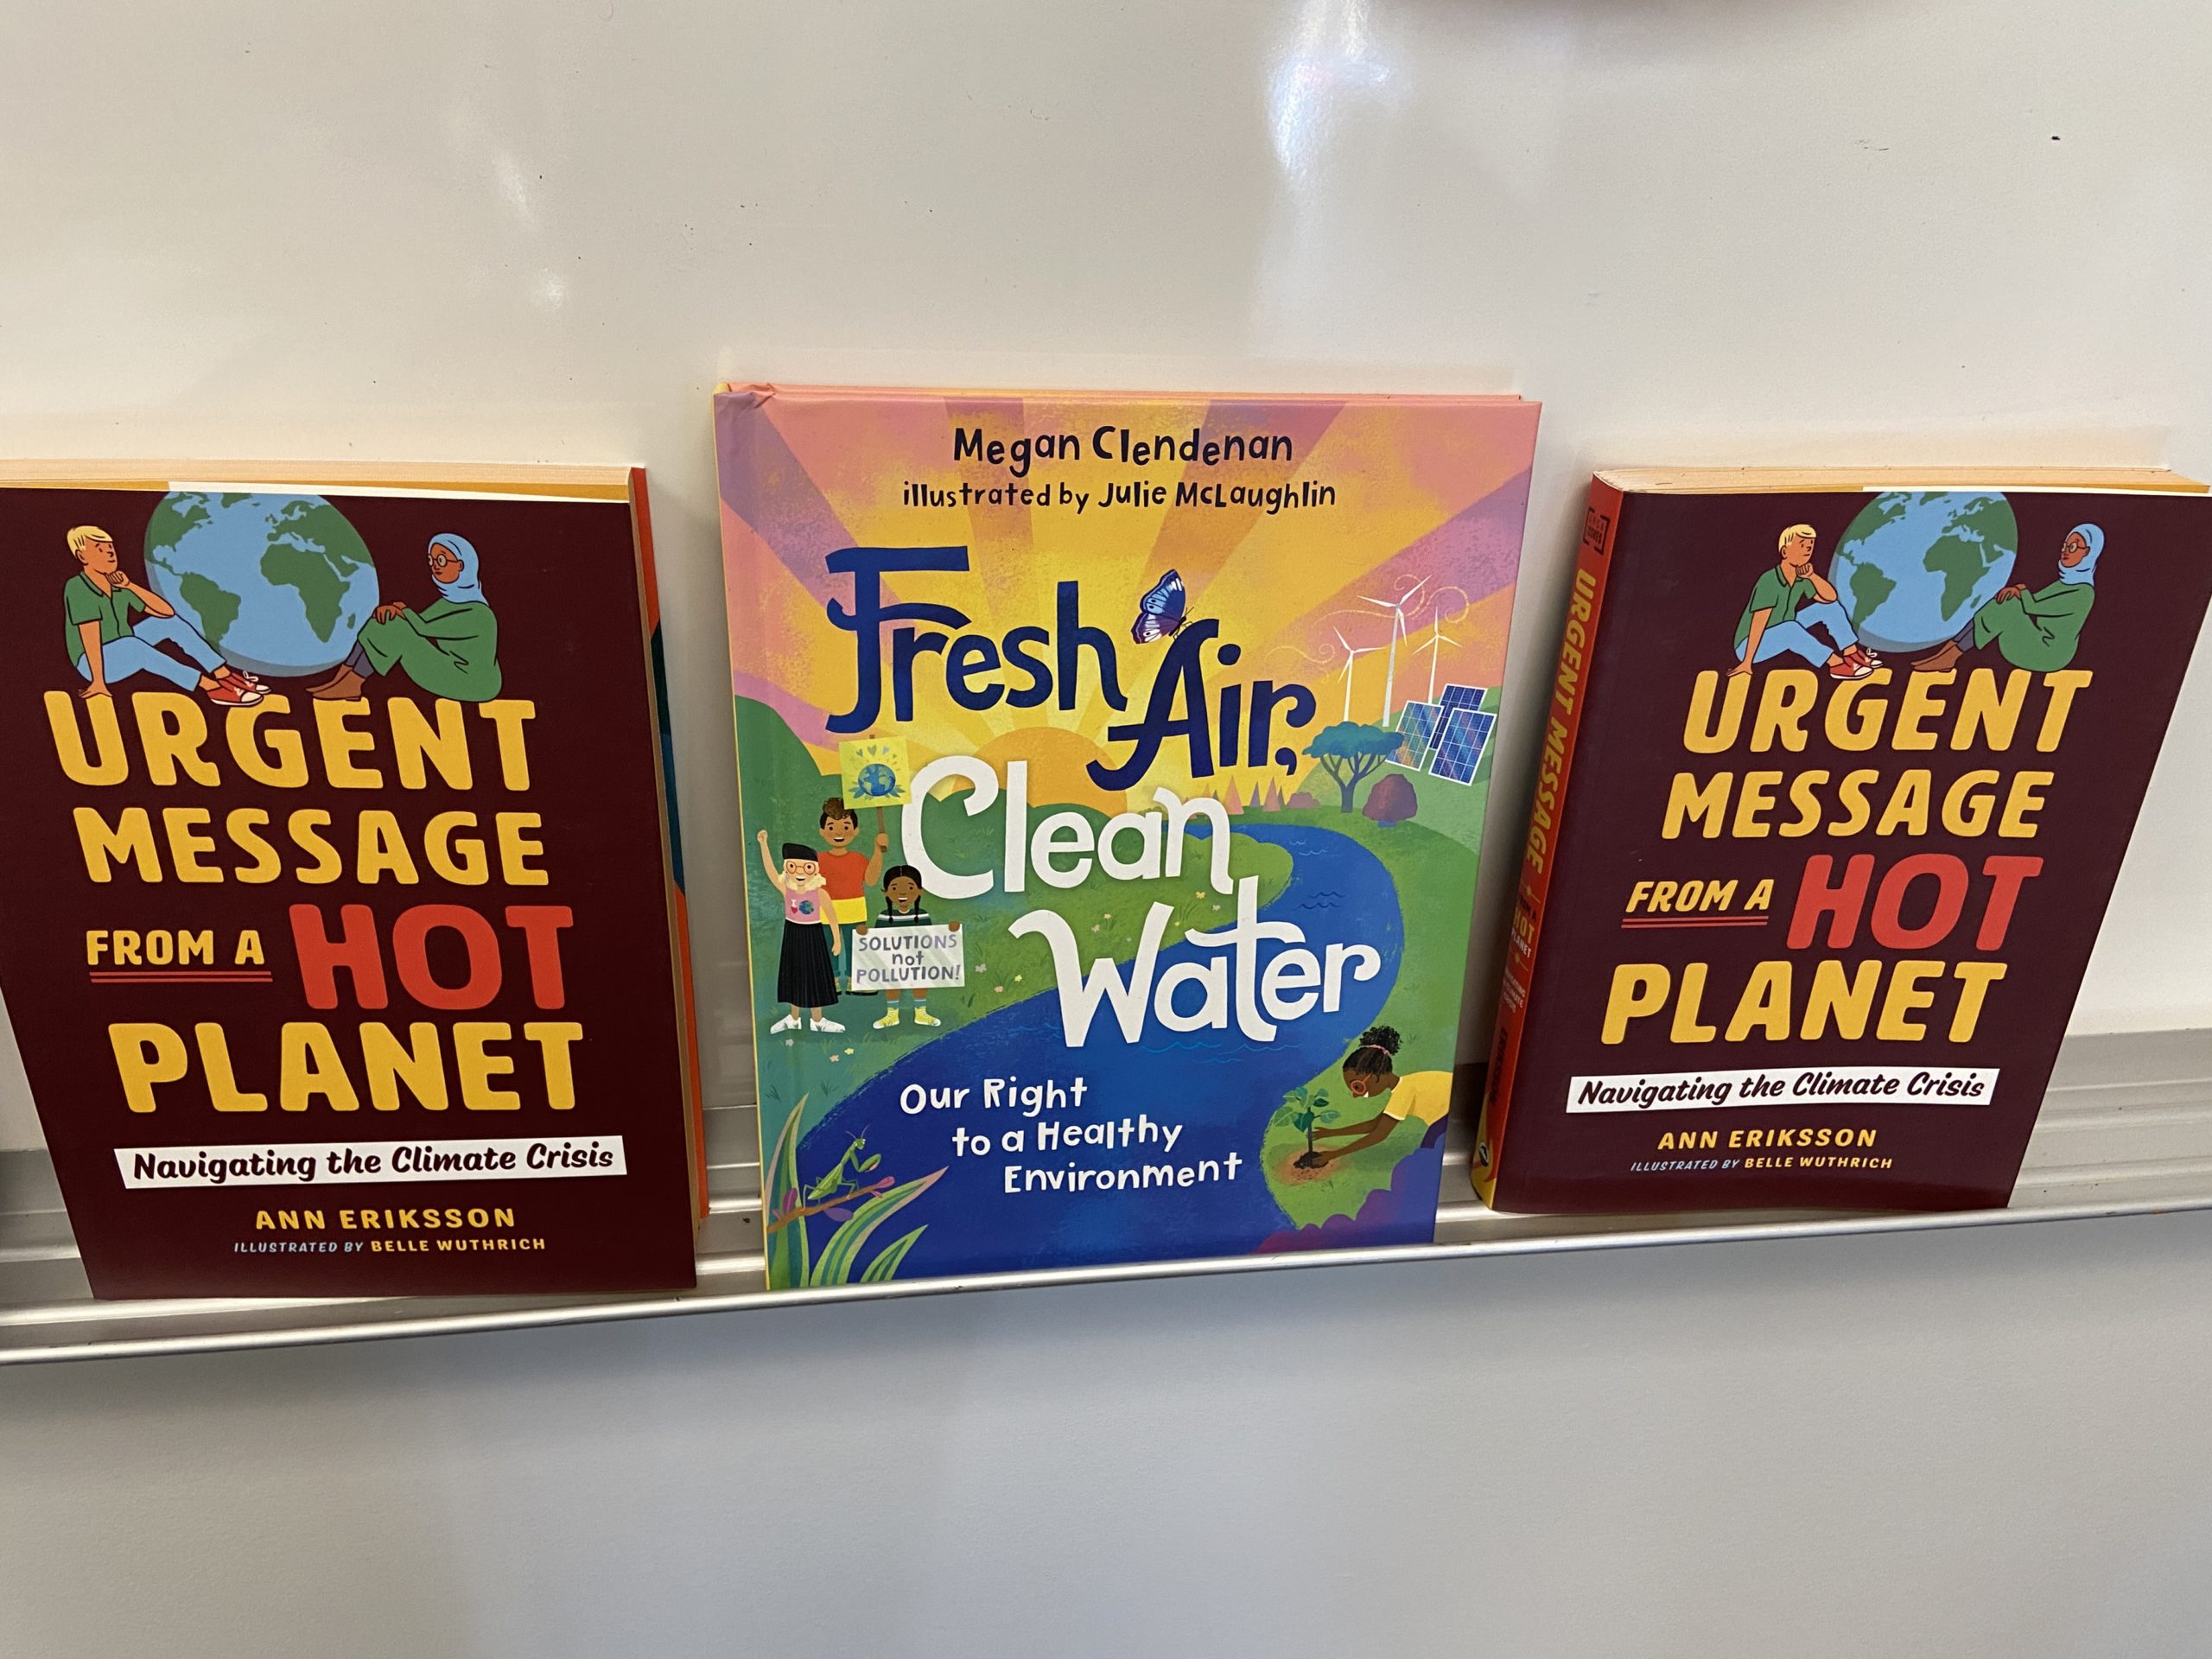 URGENT
MESSAGE
FROM A HOT
PLANET
Navigating the Climate Crisis
ANN ERIKSSON
ILLUSTRATED BY BELLE WUTHRICH
Megan Clendenan
illustrated by Julie McLaughlin
Fresh Air,
Clean
Water
SOLUTIONS
not
POLLUTION!
Our Right
to a Healthy
Environment
URGENT MESSAGE
URGENT
MESSAGE
FROM A HOT
PLANET
Navigating the Climate Crisis
ANN ERIKSSON
ILLUSTRATED BY BELLE WUTHRICH